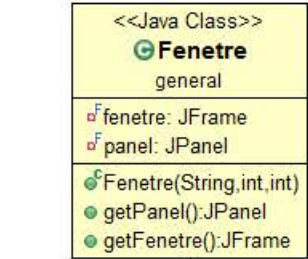 <<Java Class>>
Fenetre
general
fenetre: JFrame
panel: JPanel
Fenetre(String,int,int)
getPanel():JPanel
getFenetre():JFrame